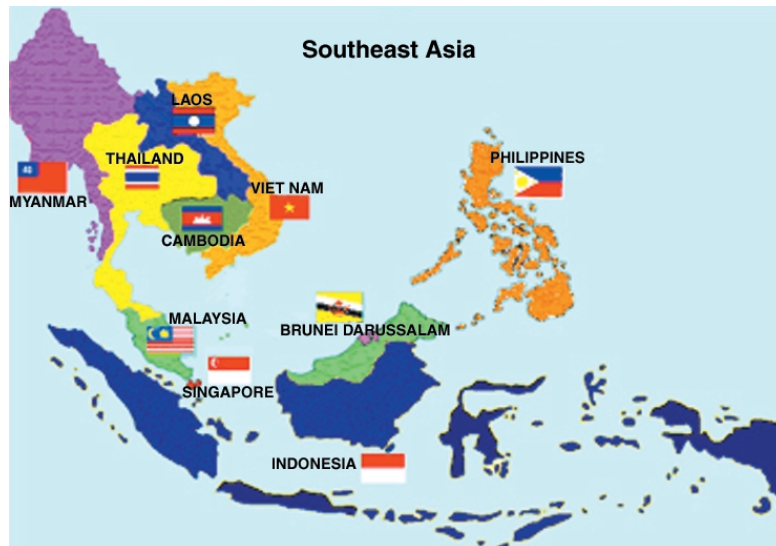 Southeast Asia
LAOS
THAILAND
PHILIPPINES
MYANMAR
VIET NAM
CAMBODIA
MALAYSIA
BRUNEI DARUSSALAM
SINGAPORE
INDONESIA